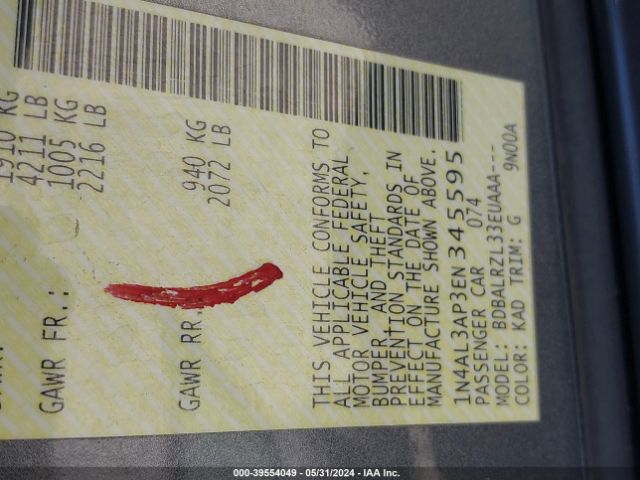 1910 KG
4211 LB
GAWR FR.: 1005 KG
2216 LB
GAWR RR. 940 KG
2072 LB
THIS VEHICLE CONFORMS TO
ALL APPLICABLE FEDERAL
MOTOR VEHICLE SAFETY,
BUMPER, AND THEFT
PREVENTION STANDARDS IN
EFFECT ON THE DATE OF
MANUFACTURE SHOWN ABOVE.
1N4AL3AP3EN345595
PASSENGER CAR 074
MODEL: BDBALRZL33EUAAA---
COLOR: KAD TRIM: G 9N00A
000-39554049 - 05/31/2024 - IAA Inc.